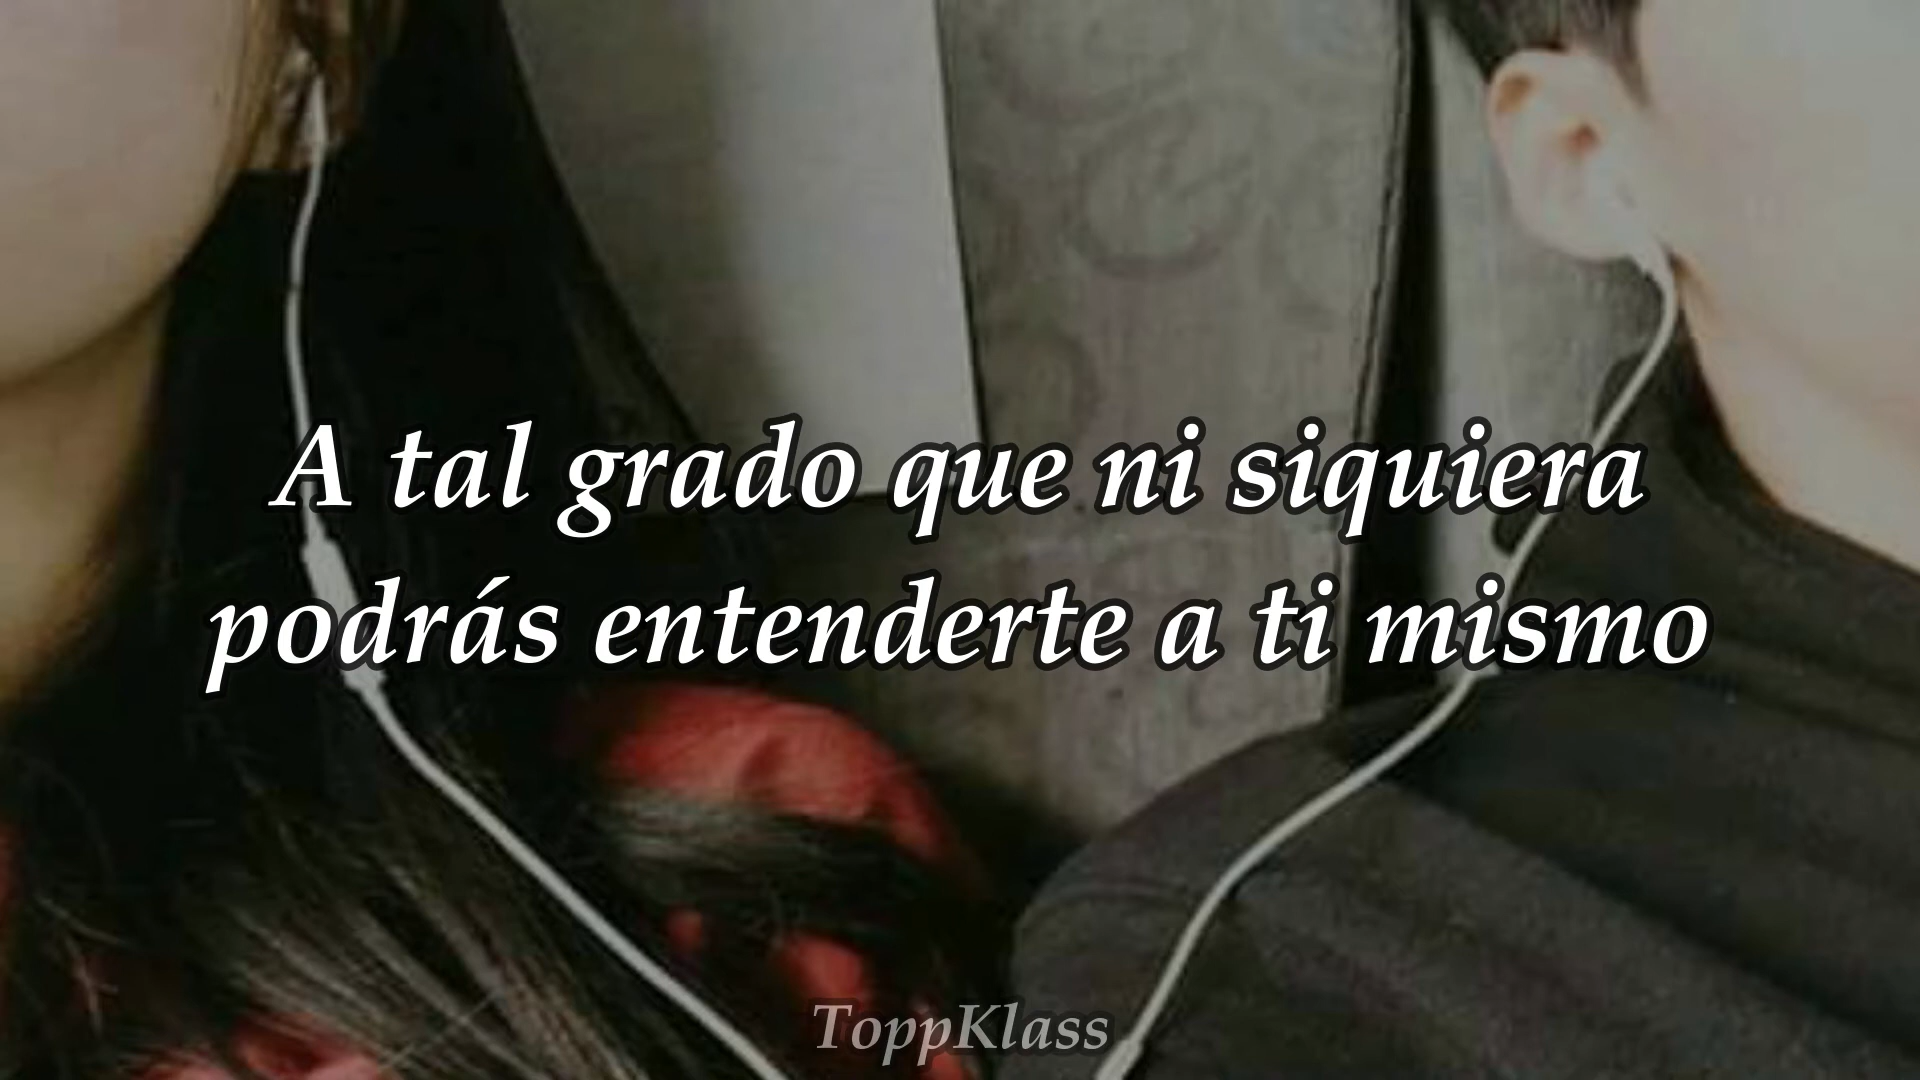 A tal grado que ni siquiera
podrás entenderte a ti mismo
ToppKlass